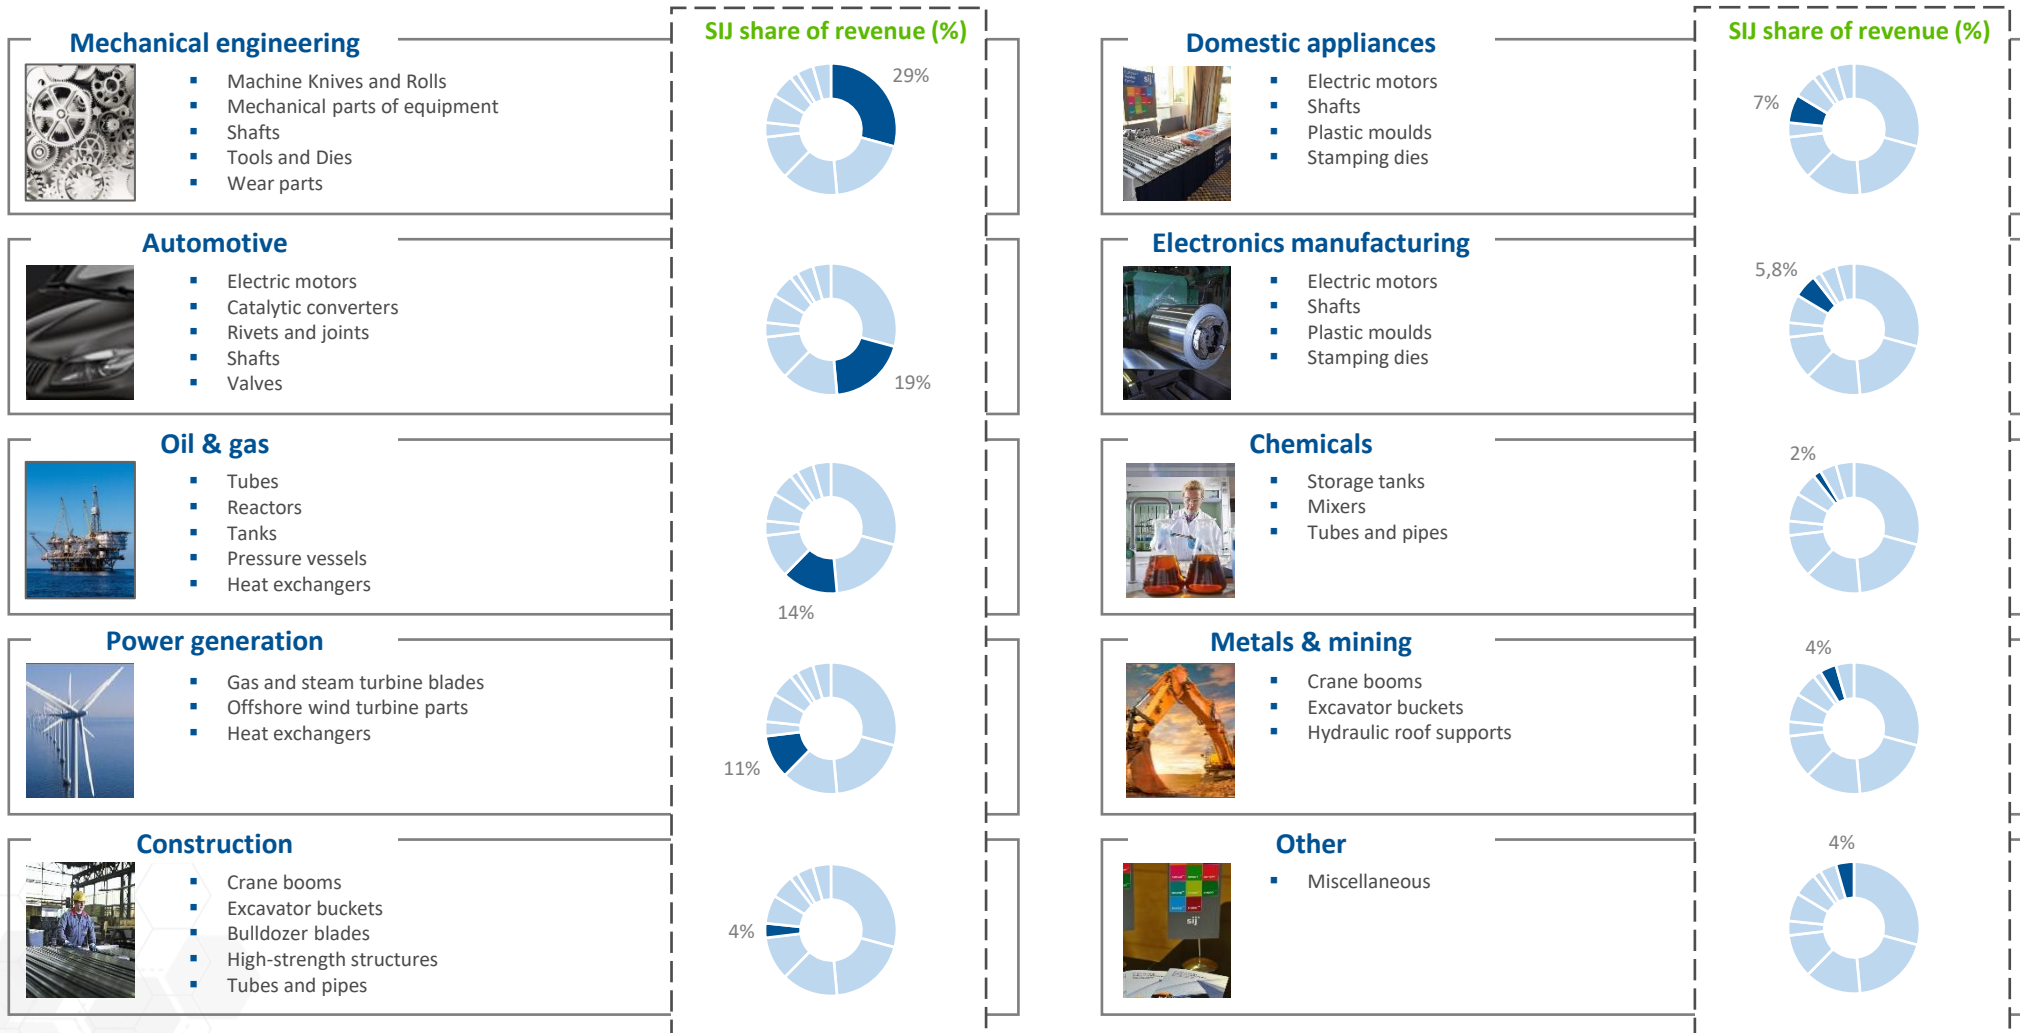 Mechanical engineering
Machine Knives and Rolls
Mechanical parts of equipment
Shafts
Tools and Dies
Wear parts
SIJ share of revenue (%)
29%
Automotive
Electric motors
Catalytic converters
Rivets and joints
Shafts
Valves
19%
Oil & gas
Tubes
Reactors
Tanks
Pressure vessels
Heat exchangers
14%
Power generation
Gas and steam turbine blades
Offshore wind turbine parts
Heat exchangers
11%
Construction
Crane booms
Excavator buckets
Bulldozer blades
High-strength structures
Tubes and pipes
4%
Domestic appliances
Electric motors
Shafts
Plastic moulds
Stamping dies
SIJ share of revenue (%)
7%
Electronics manufacturing
Electric motors
Shafts
Plastic moulds
Stamping dies
5,8%
Chemicals
Storage tanks
Mixers
Tubes and pipes
2%
Metals & mining
Crane booms
Excavator buckets
Hydraulic roof supports
4%
Other
Miscellaneous
sij
4%